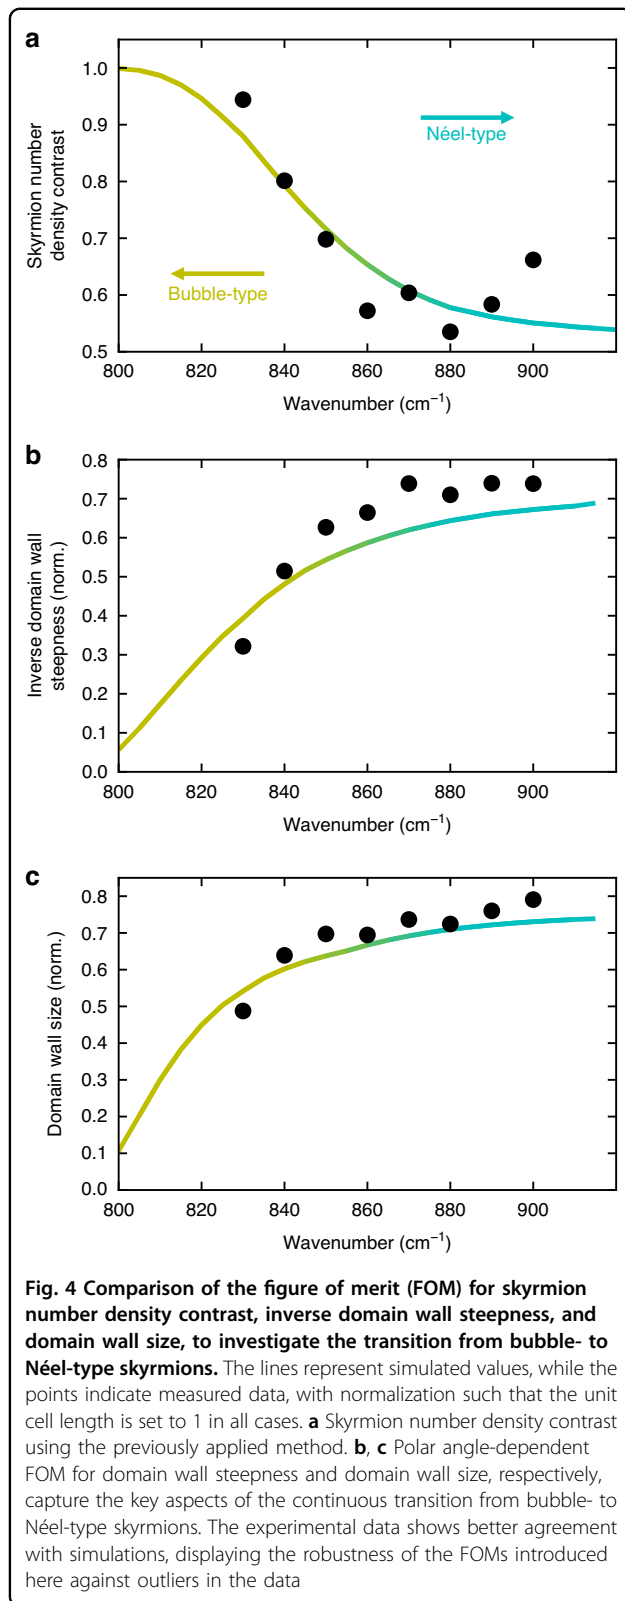 a
1.0
0.9
0.8
0.7
0.6
0.5
Skyrmion number
density contrast
Néel-type
Bubble-type
800 820 840 860 880 900
Wavenumber (cm⁻¹)
b
0.8
0.7
0.6
0.5
0.4
0.3
0.2
0.1
0.0
Inverse domain wall
steepness (norm.)
800 820 840 860 880 900
Wavenumber (cm⁻¹)
c
0.8
0.7
0.6
0.5
0.4
0.3
0.2
0.1
0.0
Domain wall size (norm.)
800 820 840 860 880 900
Wavenumber (cm⁻¹)
Fig. 4 Comparison of the figure of merit (FOM) for skyrmion
number density contrast, inverse domain wall steepness, and
domain wall size, to investigate the transition from bubble- to
Néel-type skyrmions. The lines represent simulated values, while the
points indicate measured data, with normalization such that the unit
cell length is set to 1 in all cases. a Skyrmion number density contrast
using the previously applied method. b, c Polar angle-dependent
FOM for domain wall steepness and domain wall size, respectively,
capture the key aspects of the continuous transition from bubble- to
Néel-type skyrmions. The experimental data shows better agreement
with simulations, displaying the robustness of the FOMs introduced
here against outliers in the data